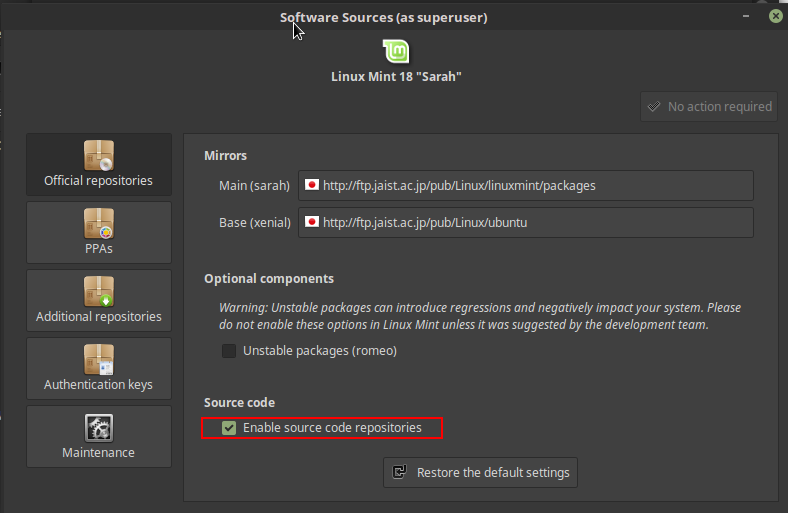 Software Sources (as superuser)
Linux Mint 18 "Sarah"
No action required
Official repositories
PPAs
Additional repositories
Authentication keys
Maintenance
Mirrors
Main (sarah) http://ftp.jaist.ac.jp/pub/Linux/linuxmint/packages
Base (xenial) http://ftp.jaist.ac.jp/pub/Linux/ubuntu
Optional components
Warning: Unstable packages can introduce regressions and negatively impact your system. Please
do not enable these options in Linux Mint unless it was suggested by the development team.
Unstable packages (romeo)
Source code
Enable source code repositories
Restore the default settings